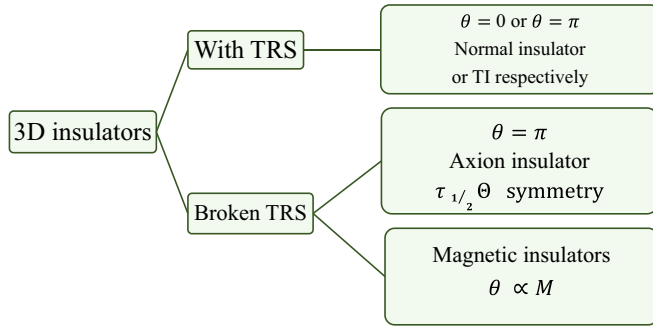 3D insulators
With TRS
θ = 0 or θ = π
Normal insulator
or TI respectively
Broken TRS
θ = π
Axion insulator
τ 1/2 Θ symmetry
Magnetic insulators
θ ∝ M